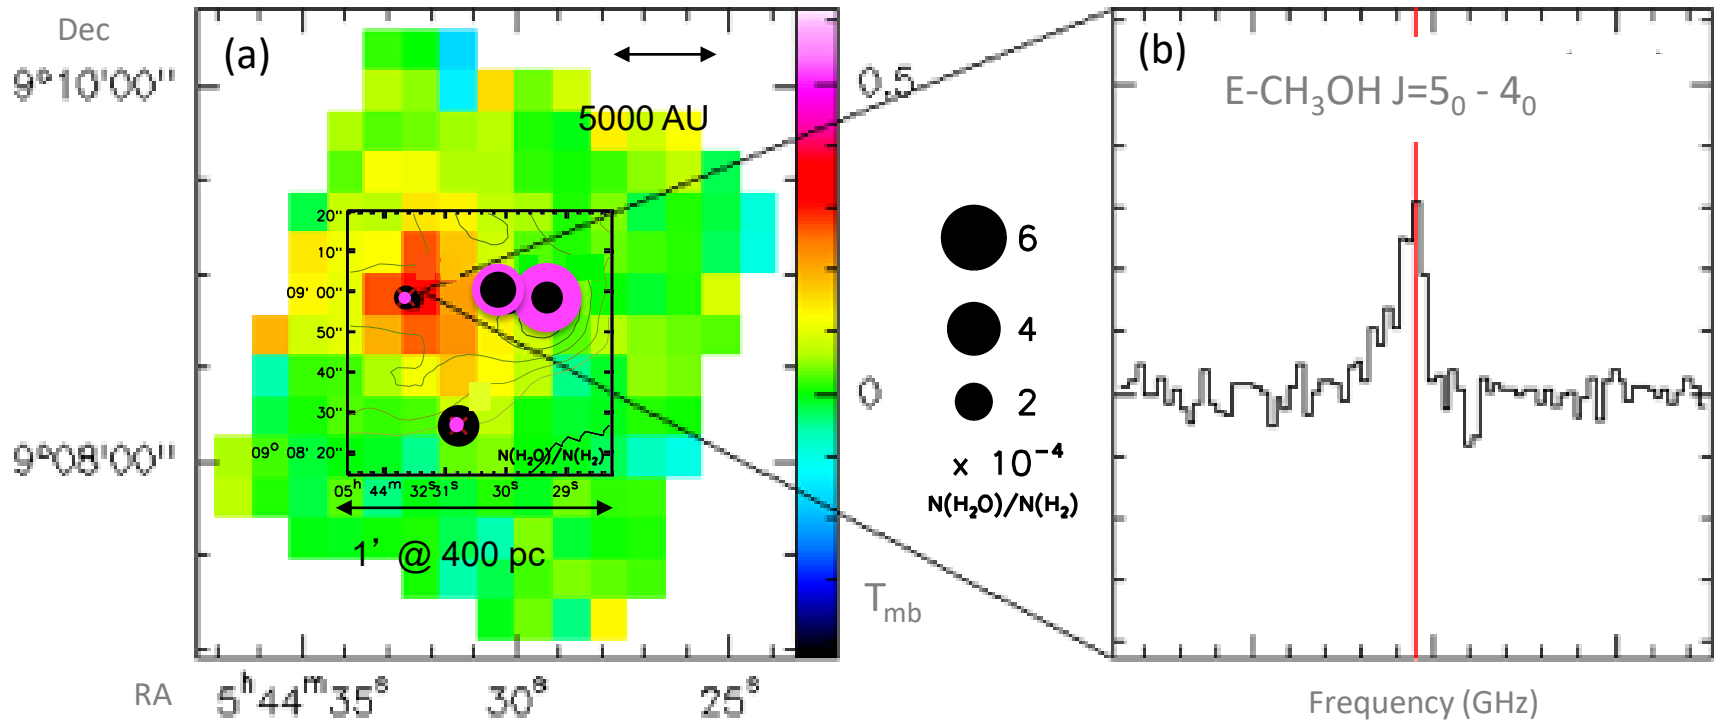 Dec
(a)
9°10'00"
5000 AU
0.5
20"
10"
09' 00"
50"
40"
30"
09° 08' 20"
N(H₂O)/N(H₂)
05ʰ 44ᵐ 32ˢ 31ˢ 30ˢ 29ˢ
1' @ 400 pc
9°08'00"
0
T_mb
RA
5ʰ44ᵐ35ˢ 30ˢ 25ˢ
6
4
2
x 10⁻⁴
N(H₂O)/N(H₂)
(b)
E-CH₃OH J=5₀ - 4₀
Frequency (GHz)